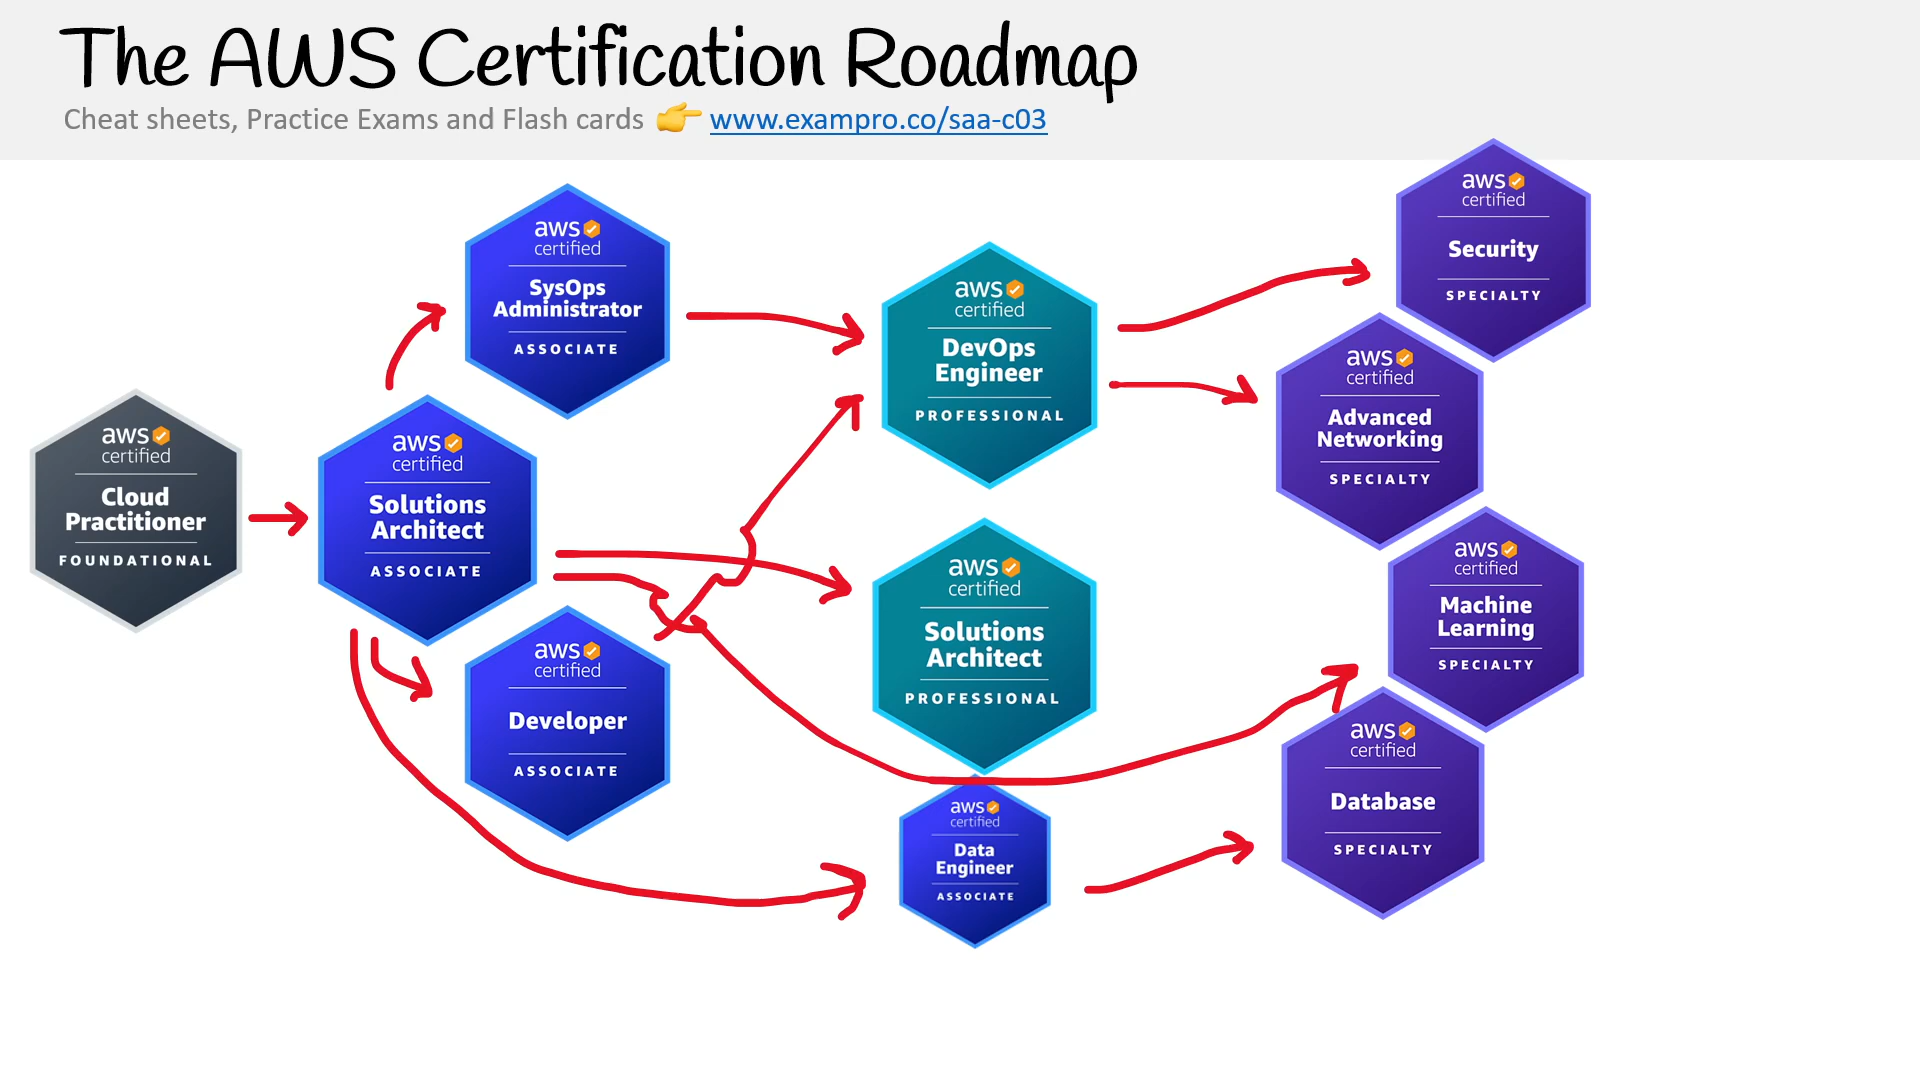 The AWS Certification Roadmap
Cheat sheets, Practice Exams and Flash cards 👉 www.exampro.co/saa-c03
aws
certified
Cloud
Practitioner
FOUNDATIONAL
aws
certified
Solutions
Architect
ASSOCIATE
aws
certified
SysOps
Administrator
ASSOCIATE
aws
certified
Developer
ASSOCIATE
aws
certified
DevOps
Engineer
PROFESSIONAL
aws
certified
Solutions
Architect
PROFESSIONAL
aws
certified
Data
Engineer
ASSOCIATE
aws
certified
Security
SPECIALTY
aws
certified
Advanced
Networking
SPECIALTY
aws
certified
Machine
Learning
SPECIALTY
aws
certified
Database
SPECIALTY